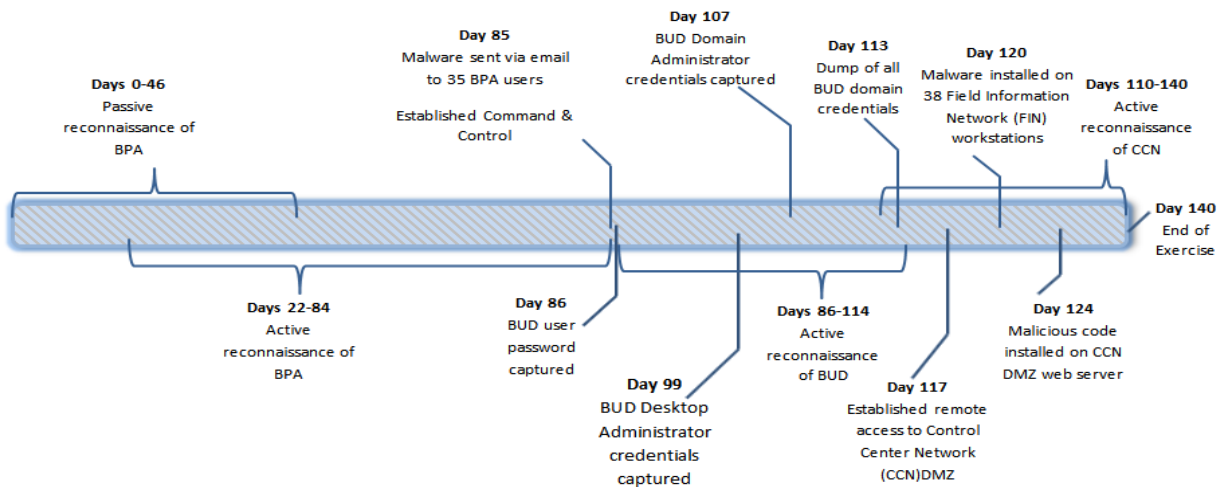 Days 0-46
Passive
reconnaissance of
BPA
Day 85
Malware sent via email
to 35 BPA users
Established Command &
Control
Day 107
BUD Domain
Administrator
credentials captured
Day 113
Dump of all
BUD domain
credentials
Day 120
Malware installed on
38 Field Information
Network (FIN)
workstations
Days 110-140
Active
reconnaissance
of CCN
Day 140
End of
Exercise
Days 22-84
Active
reconnaissance of
BPA
Day 86
BUD user
password
captured
Day 99
BUD Desktop
Administrator
credentials
captured
Days 86-114
Active
reconnaissance
of BUD
Day 117
Established remote
access to Control
Center Network
(CCN)DMZ
Day 124
Malicious code
installed on CCN
DMZ web server